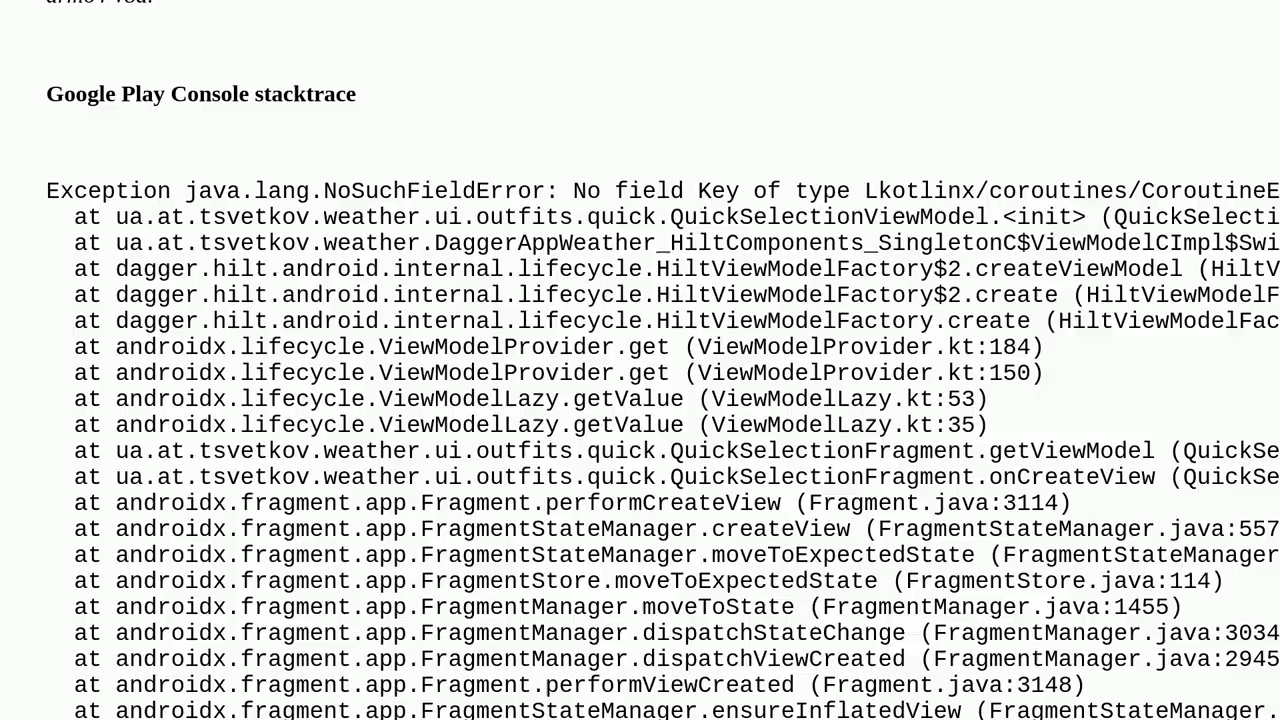 Google Play Console stacktrace
Exception java.lang.NoSuchFieldError: No field Key of type Lkotlinx/coroutines/CoroutineE
at ua.at.tsvetkov.weather.ui.outfits.quick.QuickSelectionViewModel.<init> (QuickSelecti
at ua.at.tsvetkov.weather.DaggerAppWeather_HiltComponents_SingletonC$ViewModelCImpl$Swi
at dagger.hilt.android.internal.lifecycle.HiltViewModelFactory$2.createViewModel (HiltV
at dagger.hilt.android.internal.lifecycle.HiltViewModelFactory$2.create (HiltViewModelF
at dagger.hilt.android.internal.lifecycle.HiltViewModelFactory.create (HiltViewModelFac
at androidx.lifecycle.ViewModelProvider.get (ViewModelProvider.kt:184)
at androidx.lifecycle.ViewModelProvider.get (ViewModelProvider.kt:150)
at androidx.lifecycle.ViewModelLazy.getValue (ViewModelLazy.kt:53)
at androidx.lifecycle.ViewModelLazy.getValue (ViewModelLazy.kt:35)
at ua.at.tsvetkov.weather.ui.outfits.quick.QuickSelectionFragment.getViewModel (QuickSe
at ua.at.tsvetkov.weather.ui.outfits.quick.QuickSelectionFragment.onCreateView (QuickSe
at androidx.fragment.app.Fragment.performCreateView (Fragment.java:3114)
at androidx.fragment.app.FragmentStateManager.createView (FragmentStateManager.java:557
at androidx.fragment.app.FragmentStateManager.moveToExpectedState (FragmentStateManager
at androidx.fragment.app.FragmentStore.moveToExpectedState (FragmentStore.java:114)
at androidx.fragment.app.FragmentManager.moveToState (FragmentManager.java:1455)
at androidx.fragment.app.FragmentManager.dispatchStateChange (FragmentManager.java:3034
at androidx.fragment.app.FragmentManager.dispatchViewCreated (FragmentManager.java:2945
at androidx.fragment.app.Fragment.performViewCreated (Fragment.java:3148)
at androidx.fragment.app.FragmentStateManager.ensureInflatedView (FragmentStateManager.